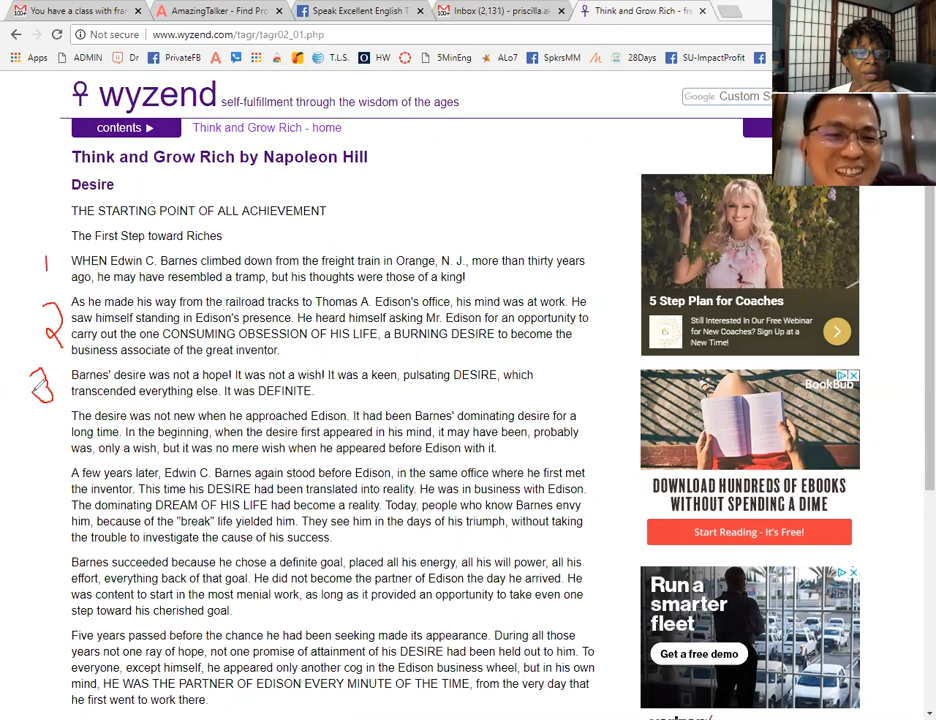 You have a class with fran
AmazingTalker - Find Pro
Speak Excellent English T
Inbox (2,131) - priscilla.al
Think and Grow Rich - fre
Not secure
www.wyzend.com/tagr/tagr02_01.php
Apps
ADMIN
Dr
PrivateFB
T.L.S.
HW
5MinEng
ALo7
SpkrsMM
28Days
SU-ImpactProfit
wyzend self-fulfillment through the wisdom of the ages
Google Custom S
contents ▶
Think and Grow Rich - home
Think and Grow Rich by Napoleon Hill
Desire
THE STARTING POINT OF ALL ACHIEVEMENT
The First Step toward Riches
1
WHEN Edwin C. Barnes climbed down from the freight train in Orange, N. J., more than thirty years
ago, he may have resembled a tramp, but his thoughts were those of a king!
2
As he made his way from the railroad tracks to Thomas A. Edison's office, his mind was at work. He
saw himself standing in Edison's presence. He heard himself asking Mr. Edison for an opportunity to
carry out the one CONSUMING OBSESSION OF HIS LIFE, a BURNING DESIRE to become the
business associate of the great inventor.
3
Barnes' desire was not a hope! It was not a wish! It was a keen, pulsating DESIRE, which
transcended everything else. It was DEFINITE.
The desire was not new when he approached Edison. It had been Barnes' dominating desire for a
long time. In the beginning, when the desire first appeared in his mind, it may have been, probably
was, only a wish, but it was no mere wish when he appeared before Edison with it.
A few years later, Edwin C. Barnes again stood before Edison, in the same office where he first met
the inventor. This time his DESIRE had been translated into reality. He was in business with Edison.
The dominating DREAM OF HIS LIFE had become a reality. Today, people who know Barnes envy
him, because of the "break" life yielded him. They see him in the days of his triumph, without taking
the trouble to investigate the cause of his success.
Barnes succeeded because he chose a definite goal, placed all his energy, all his will power, all his
effort, everything back of that goal. He did not become the partner of Edison the day he arrived. He
was content to start in the most menial work, as long as it provided an opportunity to take even one
step toward his cherished goal.
Five years passed before the chance he had been seeking made its appearance. During all those
years not one ray of hope, not one promise of attainment of his DESIRE had been held out to him. To
everyone, except himself, he appeared only another cog in the Edison business wheel, but in his own
mind, HE WAS THE PARTNER OF EDISON EVERY MINUTE OF THE TIME, from the very day that
he first went to work there.
5 Step Plan for Coaches
Still Interested In Our Free Webinar
for New Coaches? Sign Up at a
New Time!
BookBub
DOWNLOAD HUNDREDS OF EBOOKS
WITHOUT SPENDING A DIME
Start Reading - It's Free!
Run a
smarter
fleet
Get a free demo